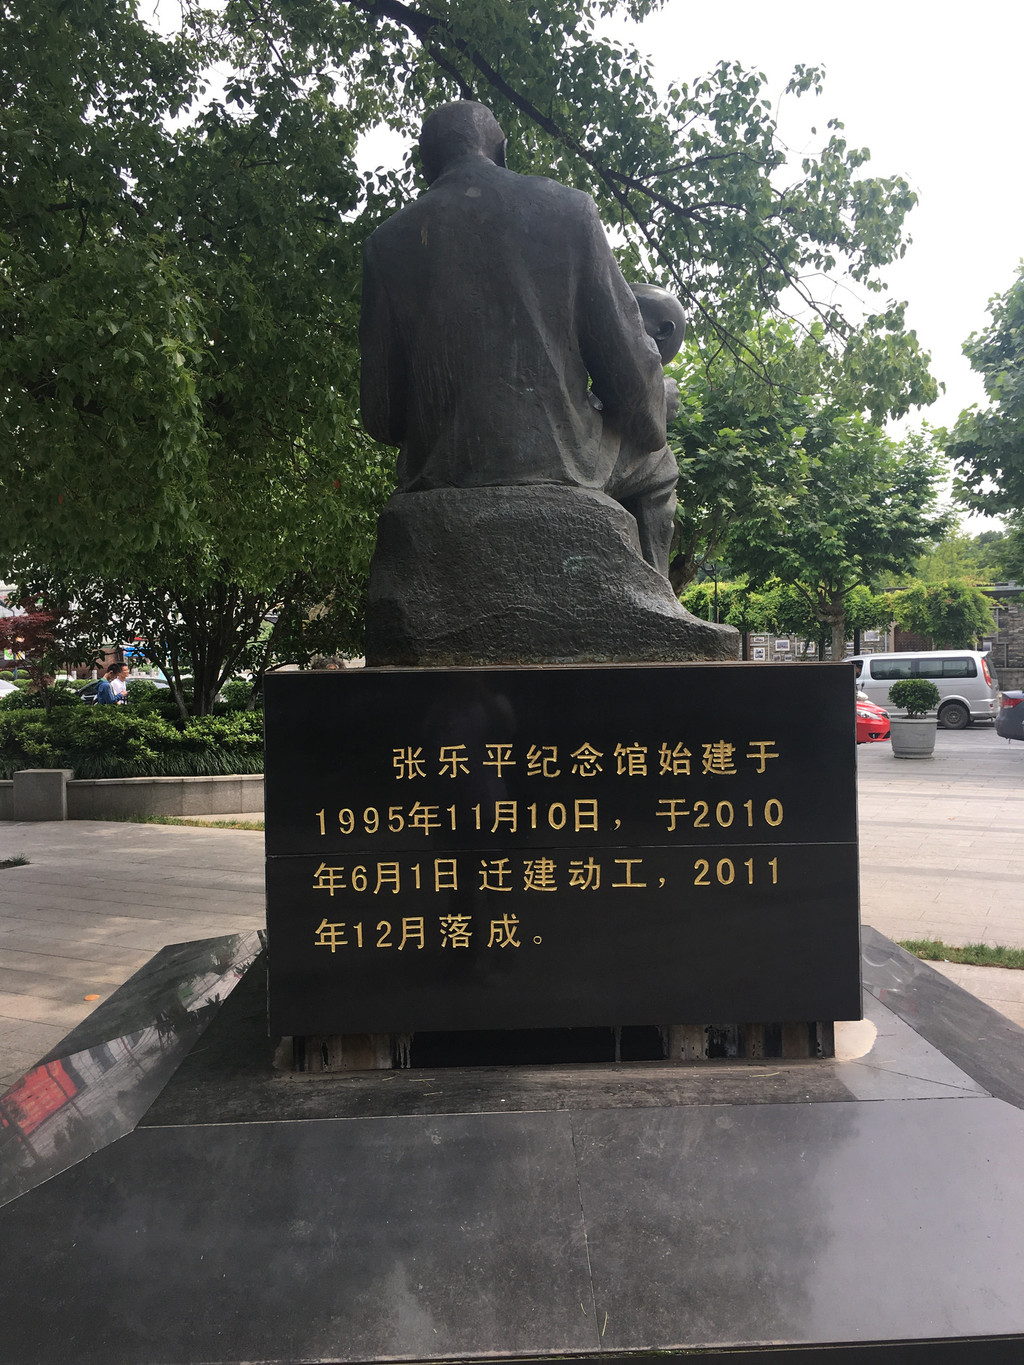 张乐平纪念馆始建于
1995年11月10日，于2010
年6月1日迁建动工，2011
年12月落成。